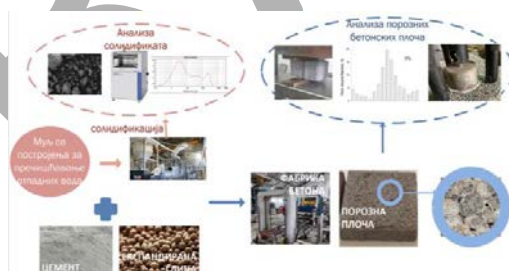 Анализа
солидификата
Анализа порозних
бетонских плоча
солидификација
Муљ са
постројења за
пречишћавање
отпадних вода
ФАБРИКА
БЕТОНА
ПОРОЗНА
ПЛОЧА
ЦЕМЕНТ
ЕКСПАНДИРАНА
ГЛИНА